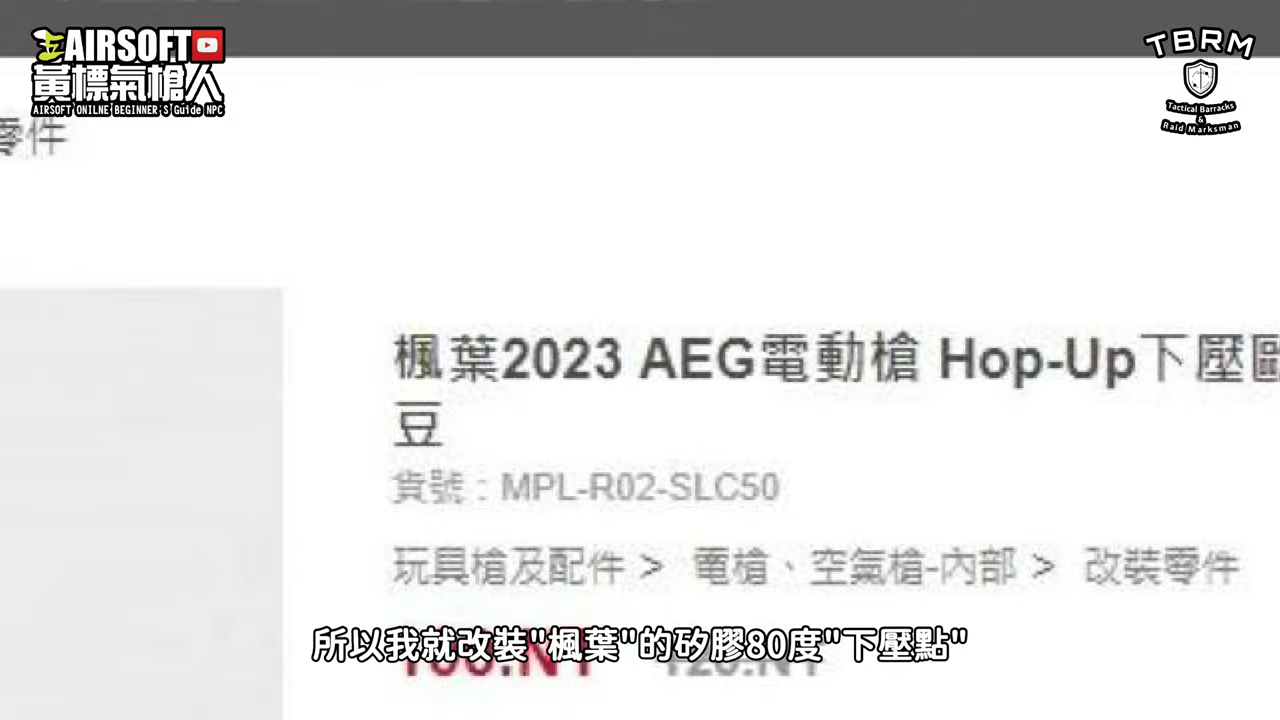 AIRSOFT
黃標氣槍人
AIRSOFT ONILNE BEGINNER'S Guide NPC
TBRM
Tactical Barracks
&
Raid Marksman
零件
楓葉2023 AEG電動槍 Hop-Up下壓
豆
貨號：MPL-R02-SLC50
玩具槍及配件 > 電槍、空氣槍-內部 > 改裝零件
所以我就改裝"楓葉"的矽膠80度"下壓點"